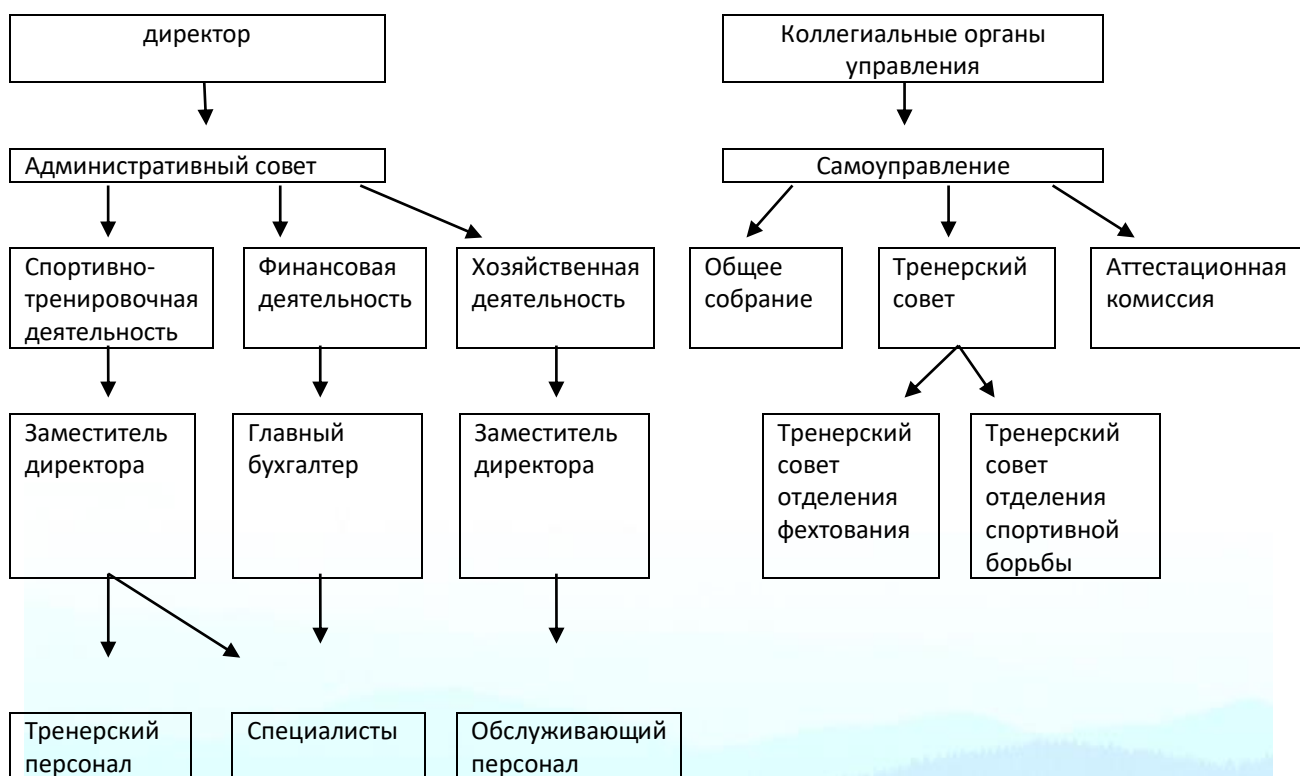 директор
Коллегиальные органы
управления
Административный совет
Самоуправление
Спортивно-
тренировочная
деятельность
Финансовая
деятельность
Хозяйственная
деятельность
Общее
собрание
Тренерский
совет
Аттестационная
комиссия
Заместитель
директора
Главный
бухгалтер
Заместитель
директора
Тренерский
совет
отделения
фехтования
Тренерский
совет
отделения
спортивной
борьбы
Тренерский
персонал
Специалисты
Обслуживающий
персонал